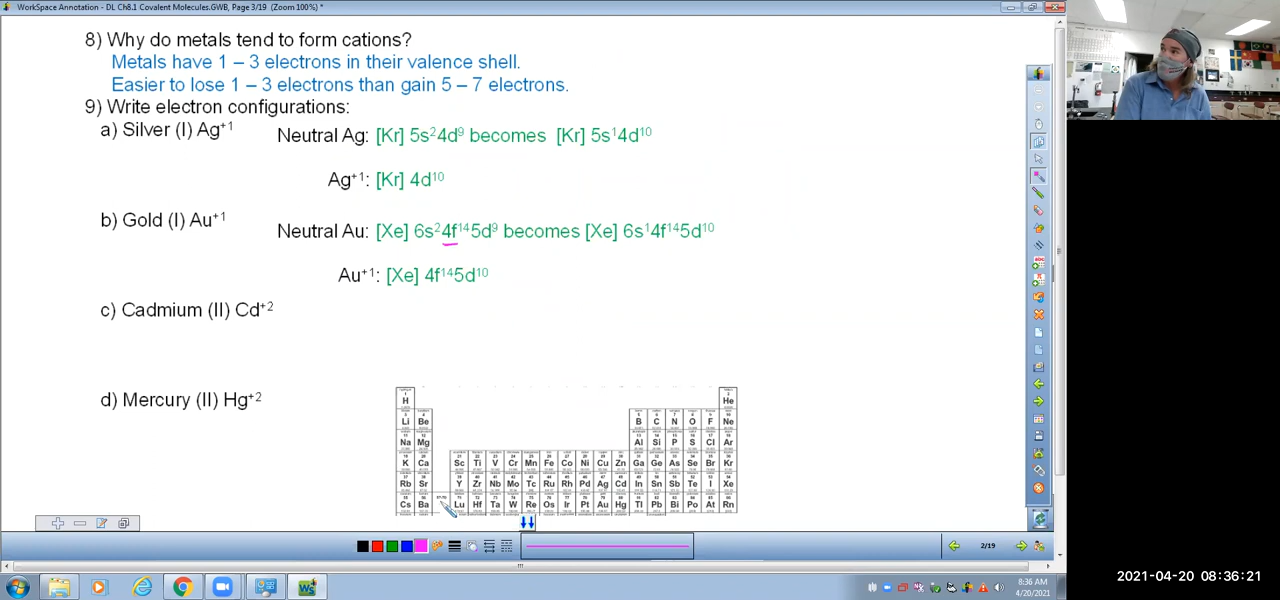 WorkSpace Annotation - DL Ch8.1 Covalent Molecules.GWB, Page 3/19 (Zoom 100%) *
8) Why do metals tend to form cations?
Metals have 1 – 3 electrons in their valence shell.
Easier to lose 1 – 3 electrons than gain 5 – 7 electrons.
9) Write electron configurations:
a) Silver (I) Ag⁺¹ Neutral Ag: [Kr] 5s²4d⁹ becomes [Kr] 5s¹4d¹⁰
Ag⁺¹: [Kr] 4d¹⁰
b) Gold (I) Au⁺¹ Neutral Au: [Xe] 6s²4f¹⁴5d⁹ becomes [Xe] 6s¹4f¹⁴5d¹⁰
Au⁺¹: [Xe] 4f¹⁴5d¹⁰
c) Cadmium (II) Cd⁺²
d) Mercury (II) Hg⁺²
H He
Li Be B C N O F Ne
Na Mg Al Si P S Cl Ar
K Ca Sc Ti V Cr Mn Fe Co Ni Cu Zn Ga Ge As Se Br Kr
Rb Sr Y Zr Nb Mo Tc Ru Rh Pd Ag Cd In Sn Sb Te I Xe
Cs Ba Lu Hf Ta W Re Os Ir Pt Au Hg Tl Pb Bi Po At Rn
2/19
8:36 AM
4/20/2021
2021-04-20 08:36:21